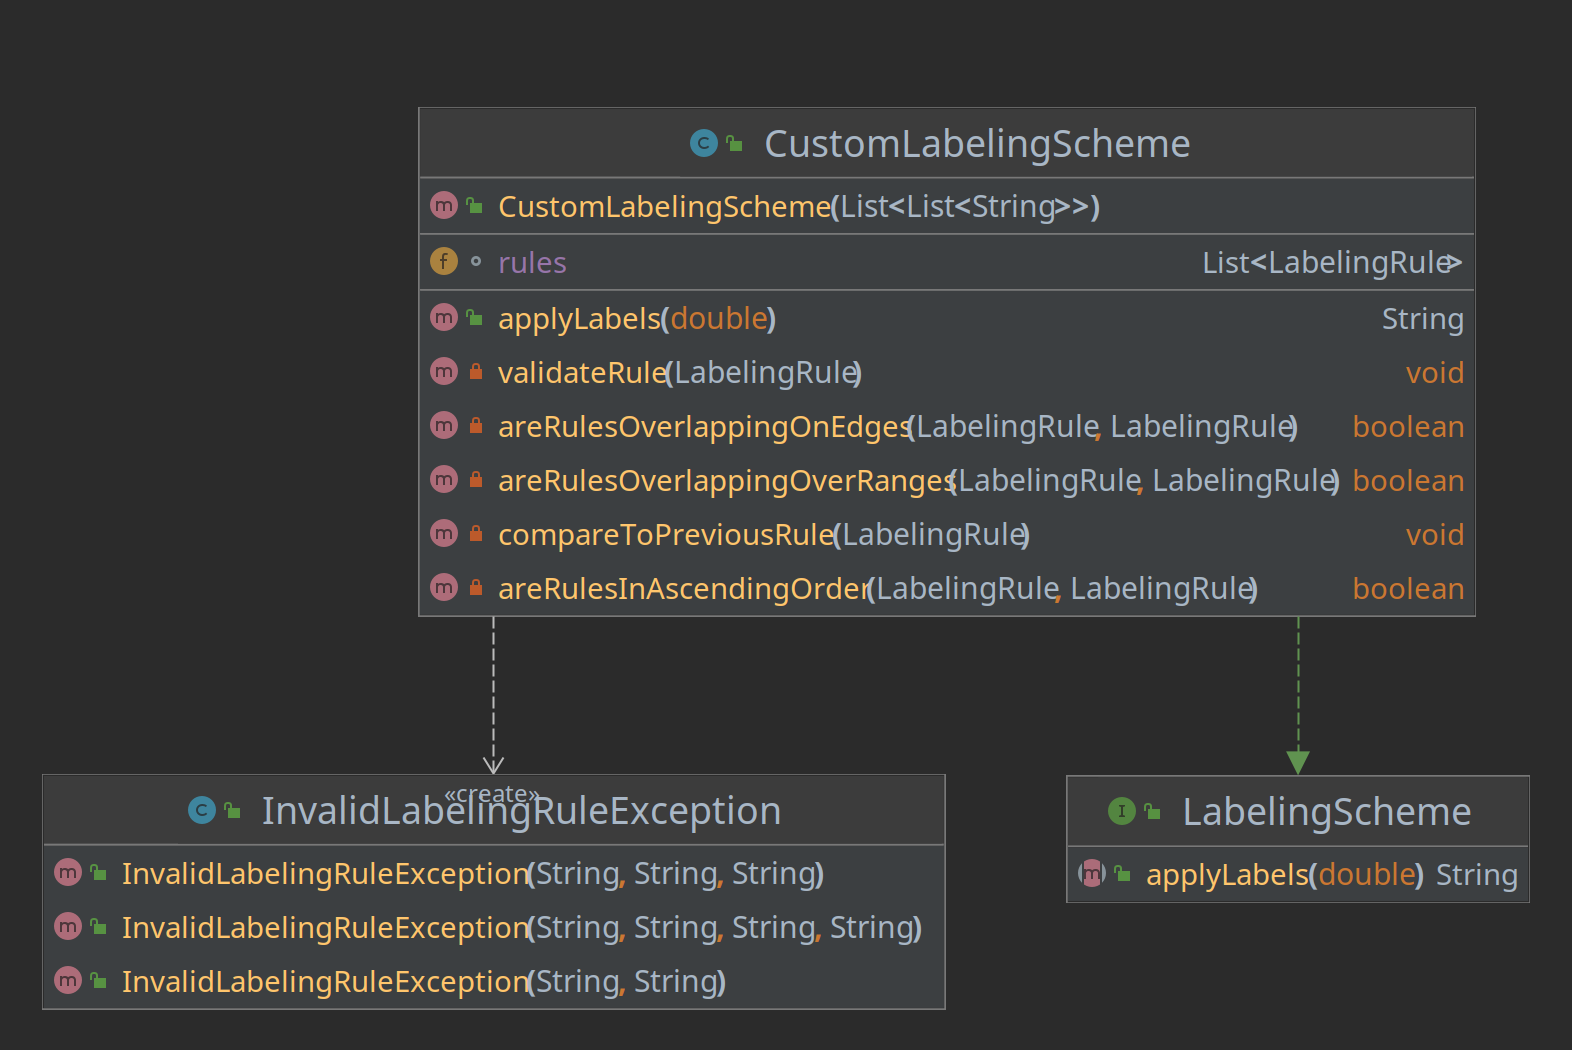 CustomLabelingScheme
CustomLabelingScheme(List<List<String>>)
rules List<LabelingRule>
applyLabels(double) String
validateRule(LabelingRule) void
areRulesOverlappingOnEdges(LabelingRule, LabelingRule) boolean
areRulesOverlappingOverRanges(LabelingRule, LabelingRule) boolean
compareToPreviousRule(LabelingRule) void
areRulesInAscendingOrder(LabelingRule, LabelingRule) boolean
«create»
InvalidLabelingRuleException
InvalidLabelingRuleException(String, String, String)
InvalidLabelingRuleException(String, String, String, String)
InvalidLabelingRuleException(String, String)
LabelingScheme
applyLabels(double) String